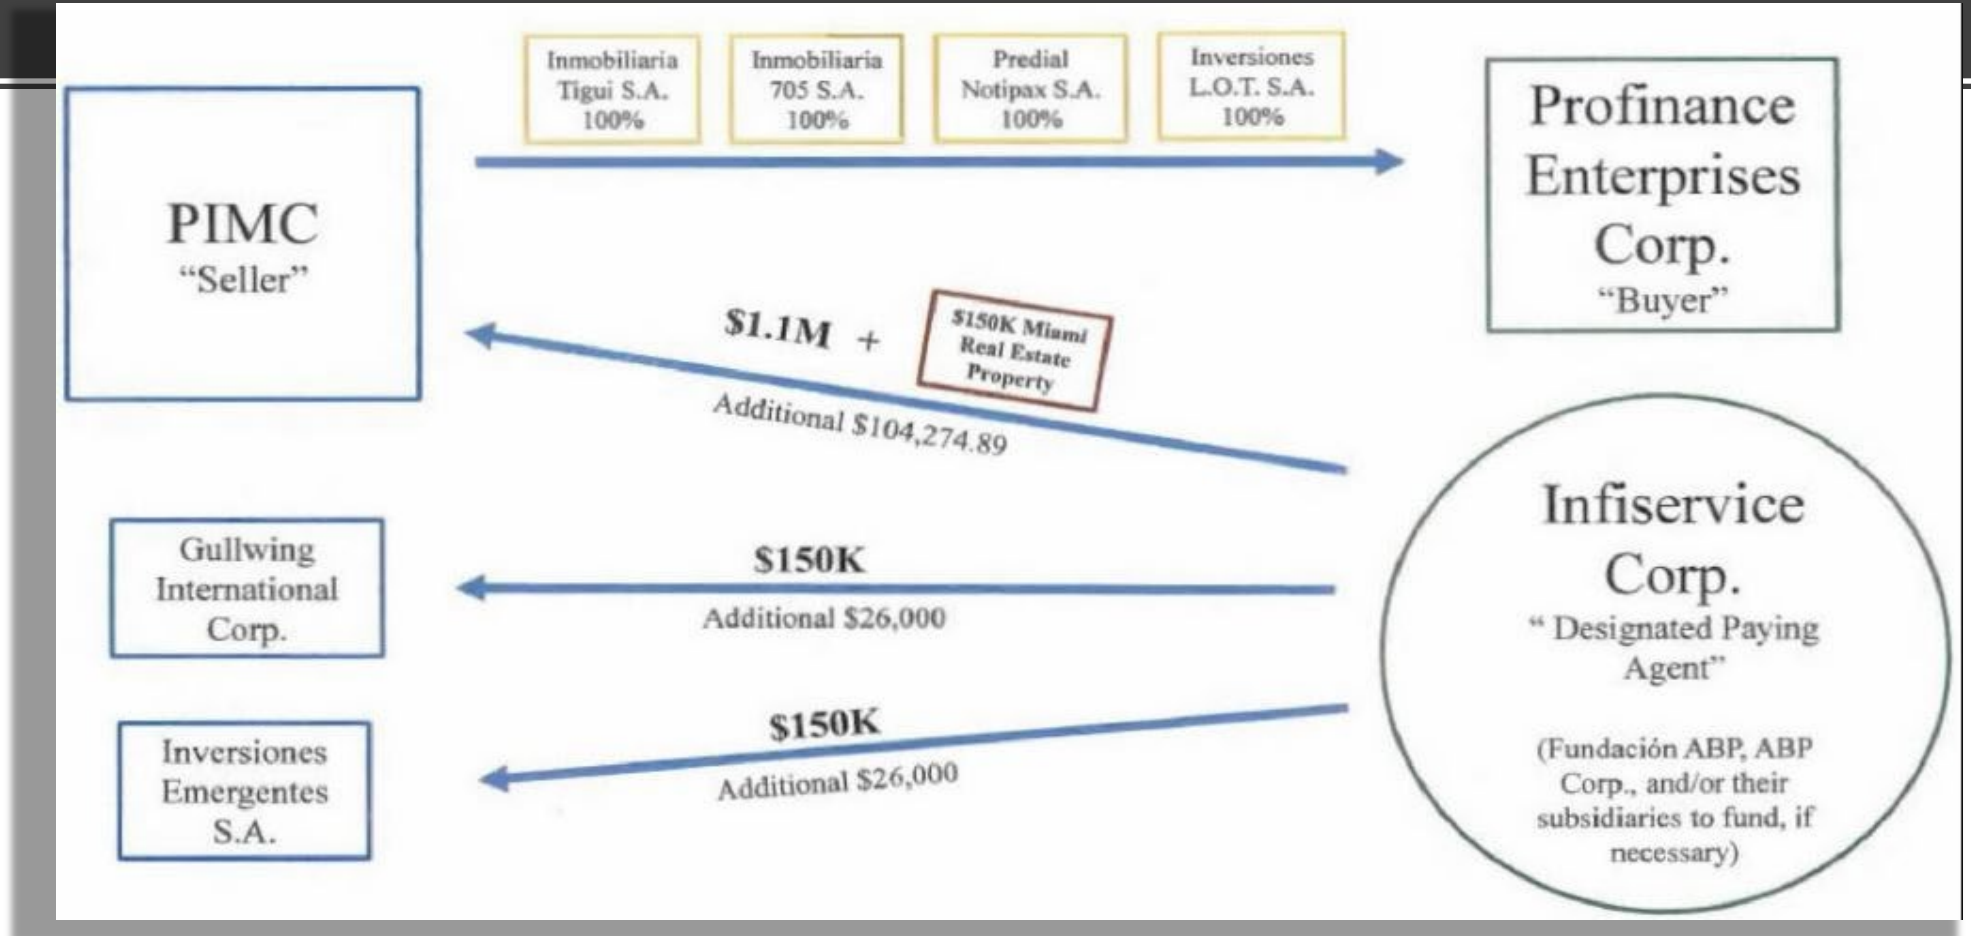 Inmobiliaria
Tigui S.A.
100%
Inmobiliaria
705 S.A.
100%
Predial
Notipax S.A.
100%
Inversiones
L.O.T. S.A.
100%
PIMC
“Seller”
Profinance
Enterprises
Corp.
“Buyer”
$1.1M +
$150K Miami
Real Estate
Property
Additional $104,274.89
Gullwing
International
Corp.
$150K
Additional $26,000
Inversiones
Emergentes
S.A.
$150K
Additional $26,000
Infiservice
Corp.
“ Designated Paying
Agent”
(Fundación ABP, ABP
Corp., and/or their
subsidiaries to fund, if
necessary)